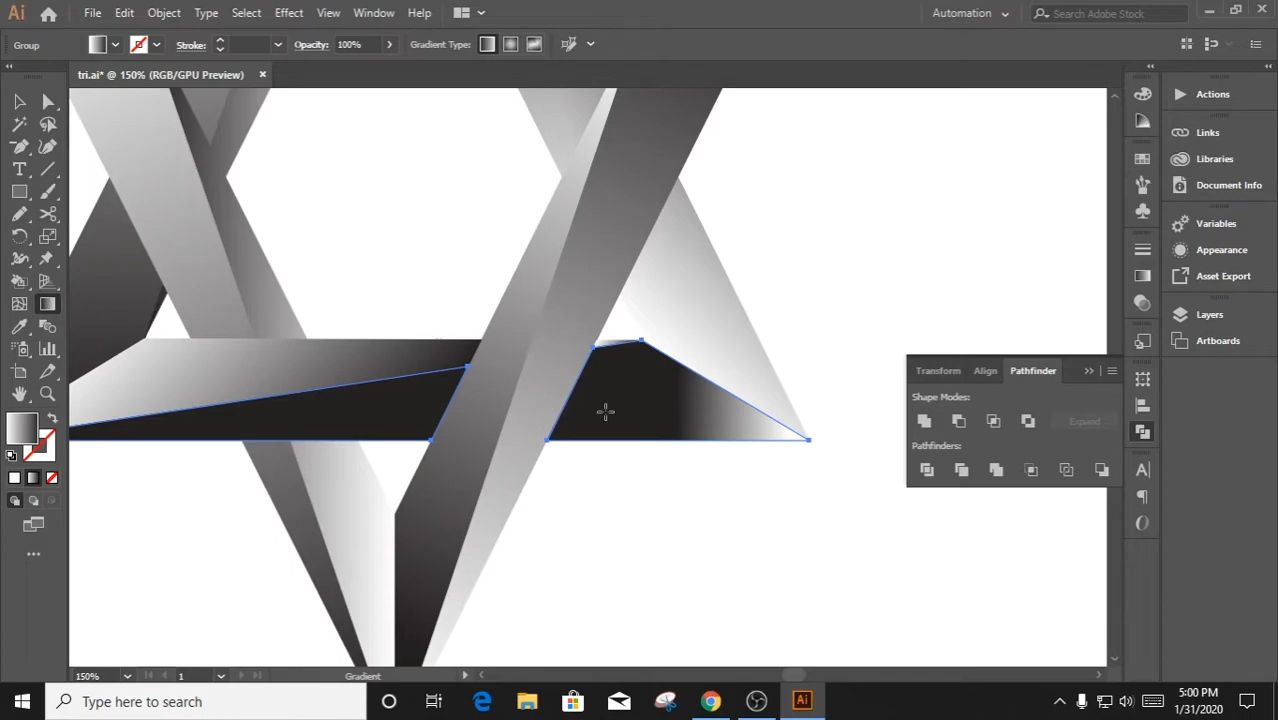 Ai File Edit Object Type Select Effect View Window Help Automation Search Adobe Stock
Group Stroke: Opacity: 100% Gradient Type:
tri.ai* @ 150% (RGB/GPU Preview)
Actions
Links
Libraries
Document Info
Variables
Appearance
Asset Export
Layers
Artboards
Transform Align Pathfinder
Shape Modes:
Expand
Pathfinders:
150% 1 Gradient
Type here to search
Ai
5:00 PM
1/31/2020